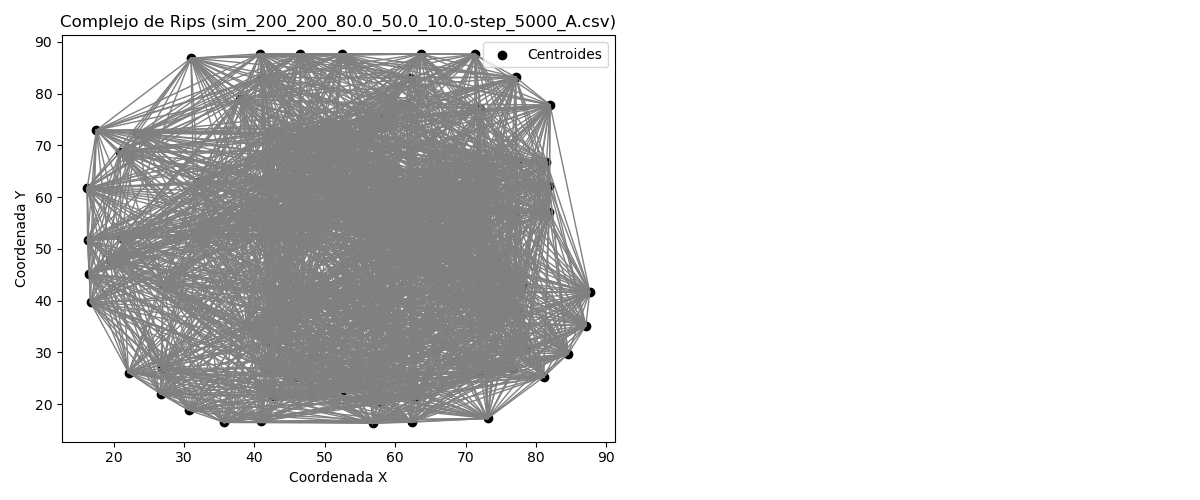 Complejo de Rips (sim_200_200_80.0_50.0_10.0-step_5000_A.csv)
Centroides
Coordenada Y
90
80
70
60
50
40
30
20
20 30 40 50 60 70 80 90
Coordenada X